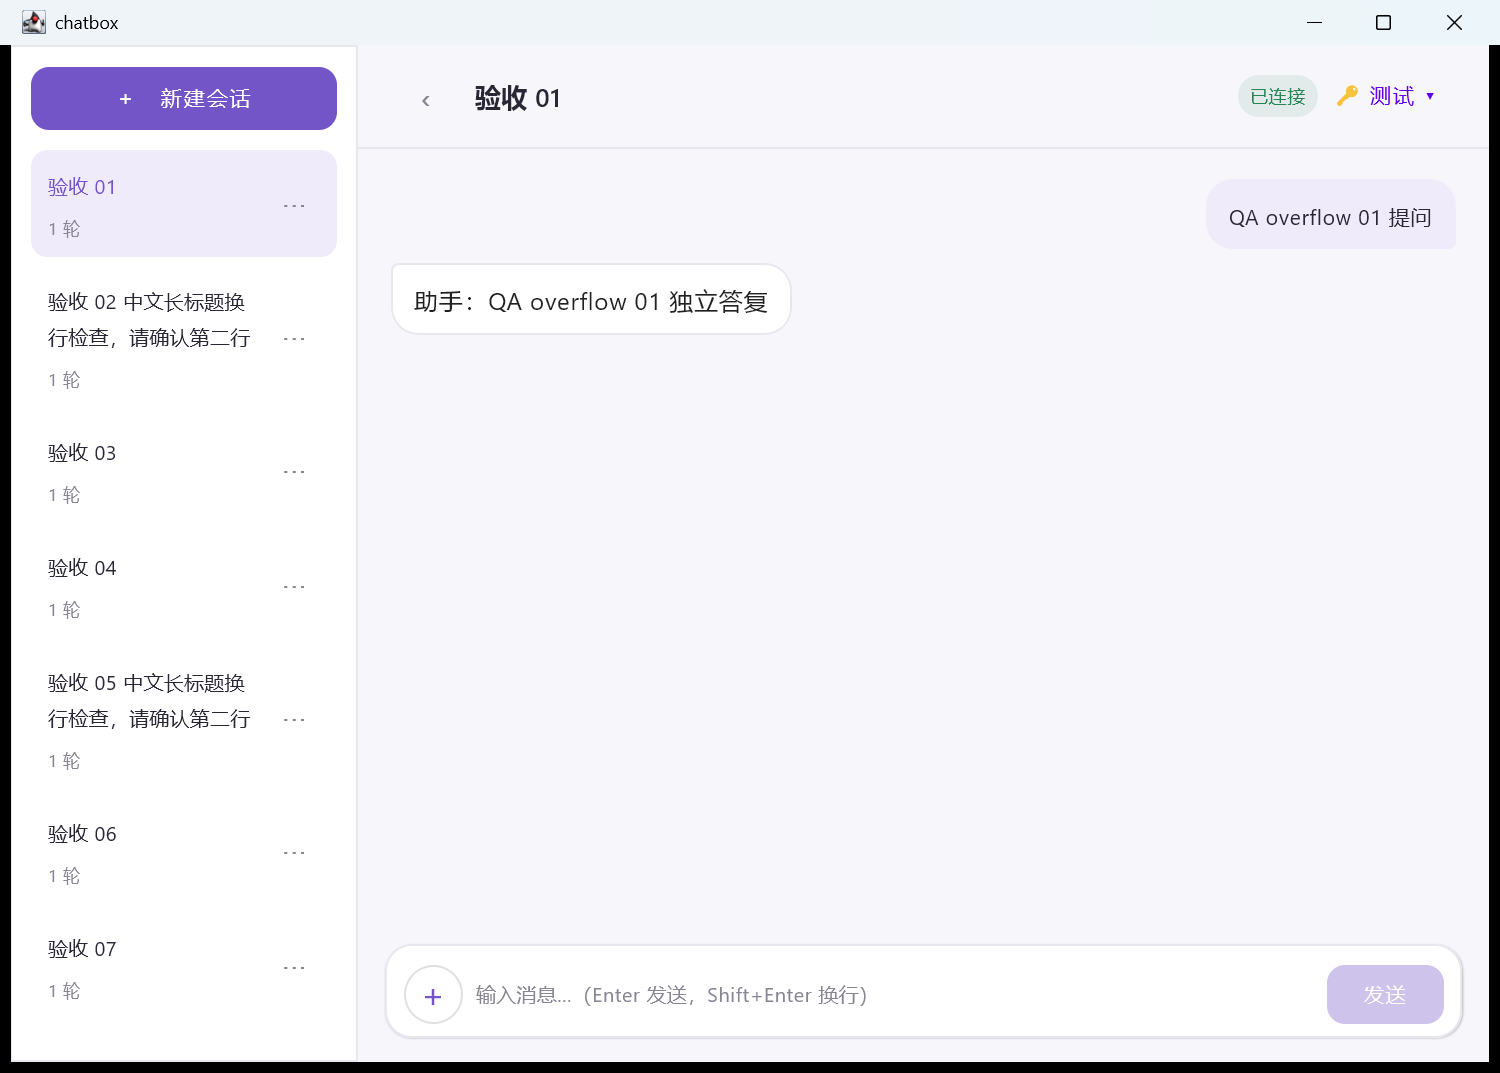 chatbox
+ 新建会话
验收 01
1 轮
...
验收 02 中文长标题换
行检查，请确认第二行
1 轮
...
验收 03
1 轮
...
验收 04
1 轮
...
验收 05 中文长标题换
行检查，请确认第二行
1 轮
...
验收 06
1 轮
...
验收 07
1 轮
...
‹ 验收 01
已连接
测试 ▾
QA overflow 01 提问
助手：QA overflow 01 独立答复
+ 输入消息...（Enter 发送，Shift+Enter 换行）
发送